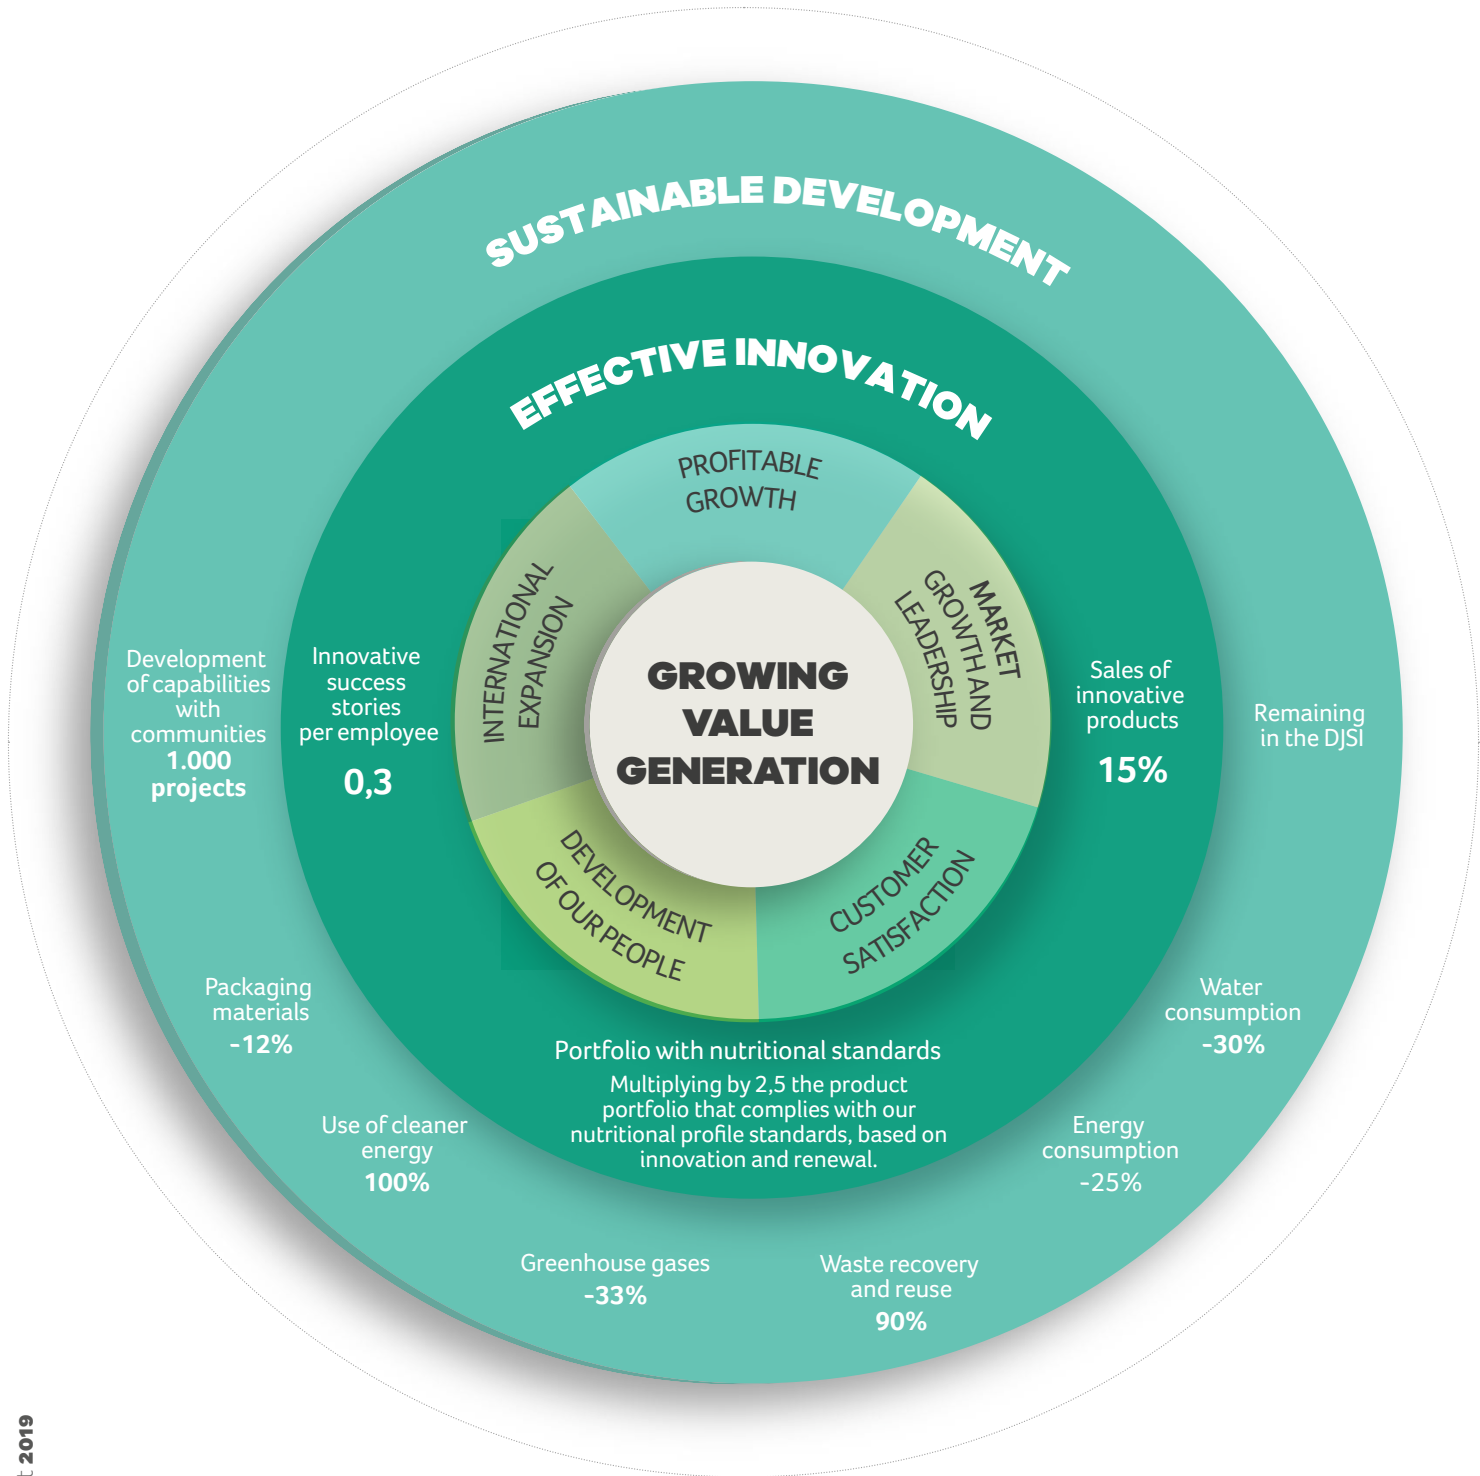 SUSTAINABLE DEVELOPMENT
EFFECTIVE INNOVATION
PROFITABLE
GROWTH
MARKET
GROWTH AND
LEADERSHIP
CUSTOMER
SATISFACTION
DEVELOPMENT
OF OUR PEOPLE
INTERNATIONAL
EXPANSION
GROWING
VALUE
GENERATION
Development
of capabilities
with
communities
1.000
projects
Innovative
success
stories
per employee
0,3
Sales of
innovative
products
15%
Remaining
in the DJSI
Packaging
materials
-12%
Water
consumption
-30%
Portfolio with nutritional standards
Multiplying by 2,5 the product
portfolio that complies with our
nutritional profile standards, based on
innovation and renewal.
Use of cleaner
energy
100%
Energy
consumption
-25%
Greenhouse gases
-33%
Waste recovery
and reuse
90%
2019